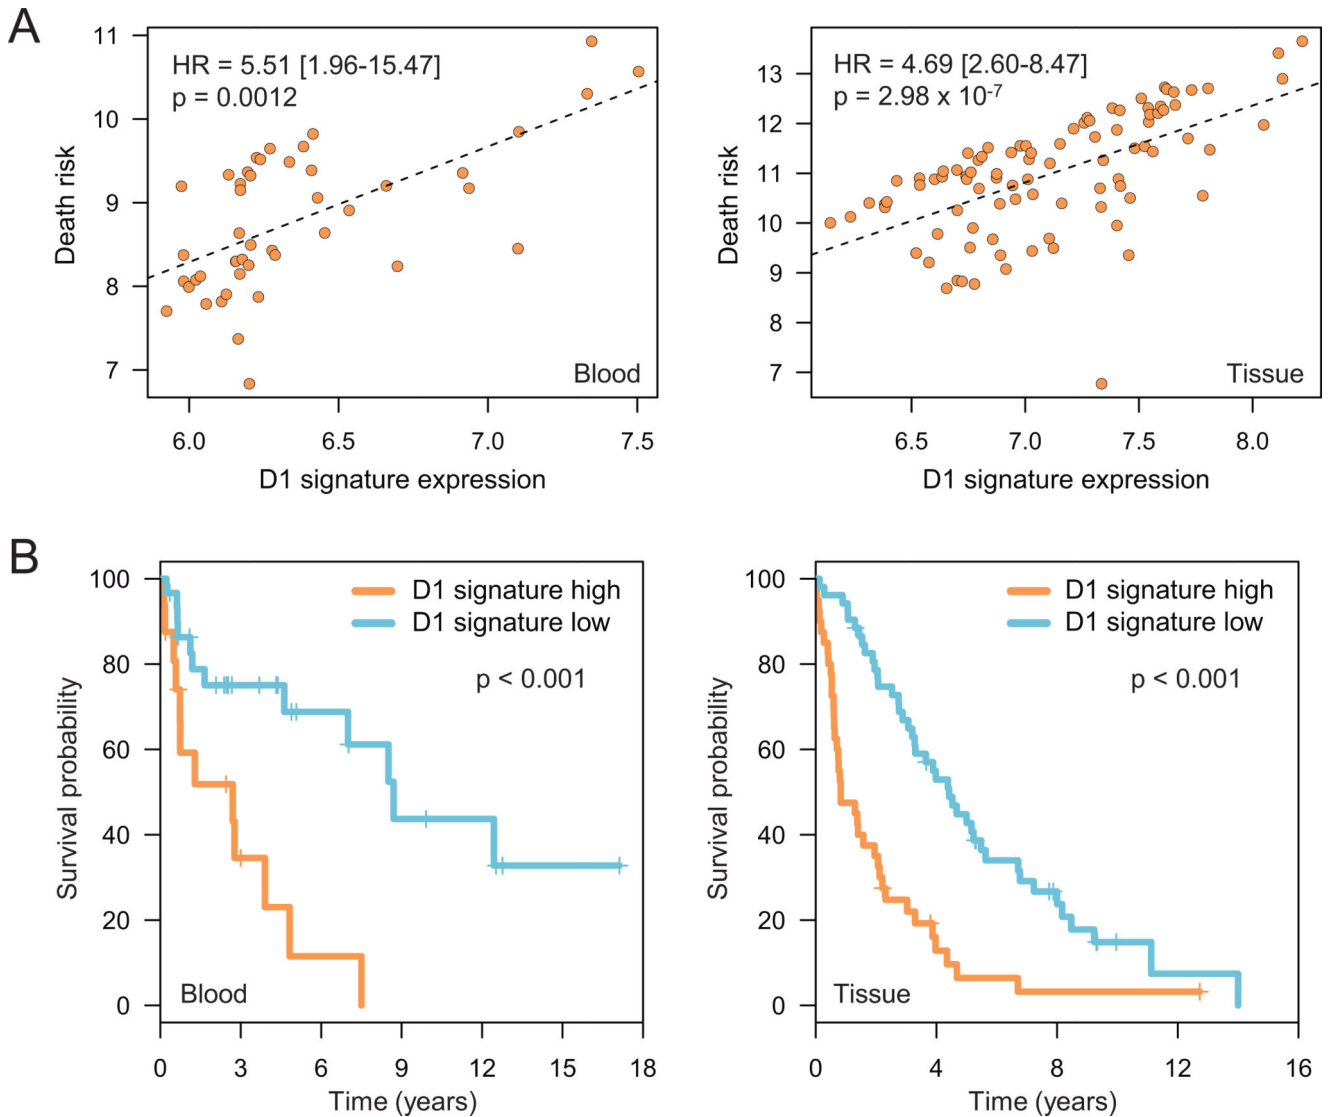 A
HR = 5.51 [1.96-15.47]
p = 0.0012
Death risk
11
10
9
8
7
Blood
6.0 6.5 7.0 7.5
D1 signature expression
HR = 4.69 [2.60-8.47]
p = 2.98 x 10⁻⁷
Death risk
13
12
11
10
9
8
7
Tissue
6.5 7.0 7.5 8.0
D1 signature expression
B
D1 signature high
D1 signature low
p < 0.001
Survival probability
100
80
60
40
20
0
Blood
0 3 6 9 12 15 18
Time (years)
D1 signature high
D1 signature low
p < 0.001
Survival probability
100
80
60
40
20
0
Tissue
0 4 8 12 16
Time (years)